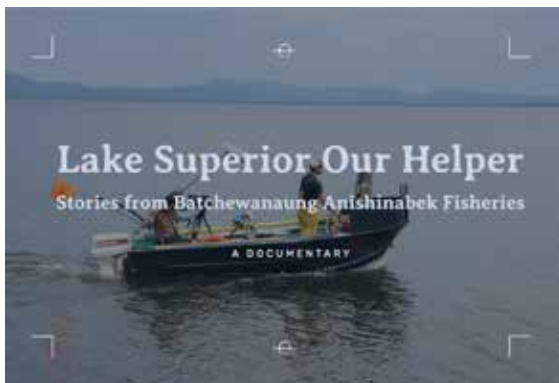 Lake Superior Our Helper
Stories from Batchewanaung Anishinabek Fisheries
A DOCUMENTARY